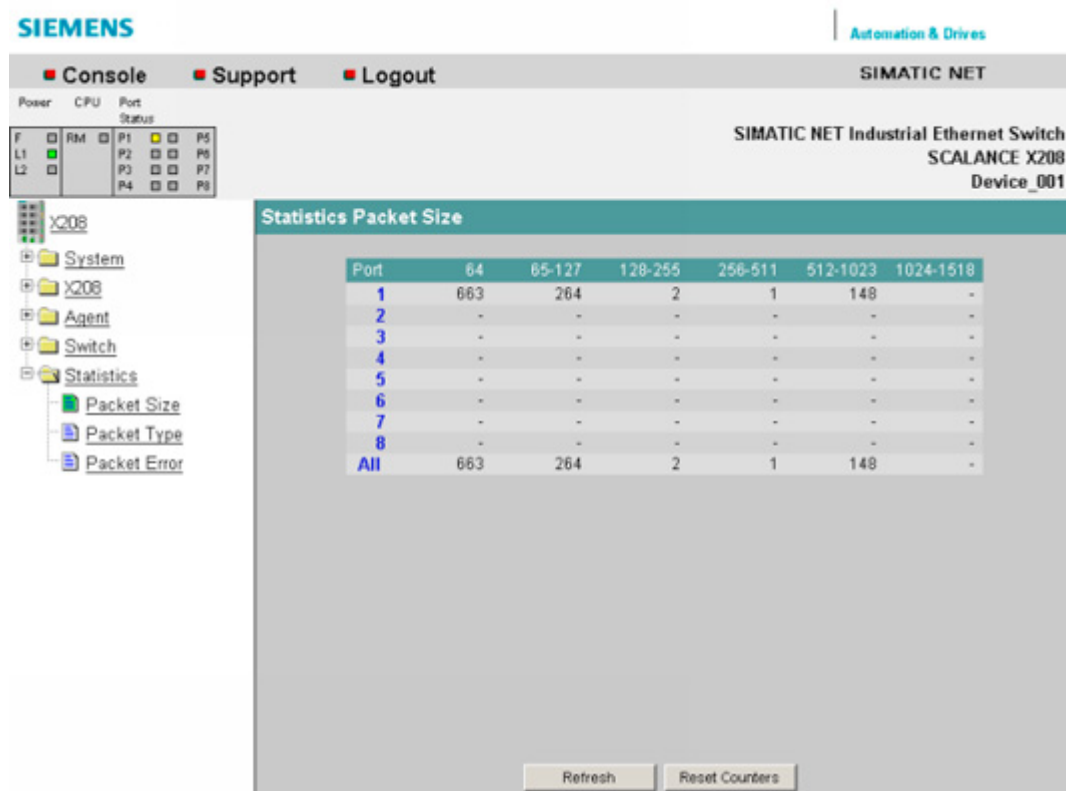 SIEMENS
Automation & Drives
Console Support Logout SIMATIC NET
Power CPU Port Status
F RM P1 P5
L1 P2 P6
L2 P3 P7
P4 P8
SIMATIC NET Industrial Ethernet Switch
SCALANCE X208
Device_001
X208
System
X208
Agent
Switch
Statistics
Packet Size
Packet Type
Packet Error
Statistics Packet Size
Port 64 65-127 128-255 256-511 512-1023 1024-1518
1 663 264 2 1 148 -
2 - - - - - -
3 - - - - - -
4 - - - - - -
5 - - - - - -
6 - - - - - -
7 - - - - - -
8 - - - - - -
All 663 264 2 1 148 -
Refresh Reset Counters